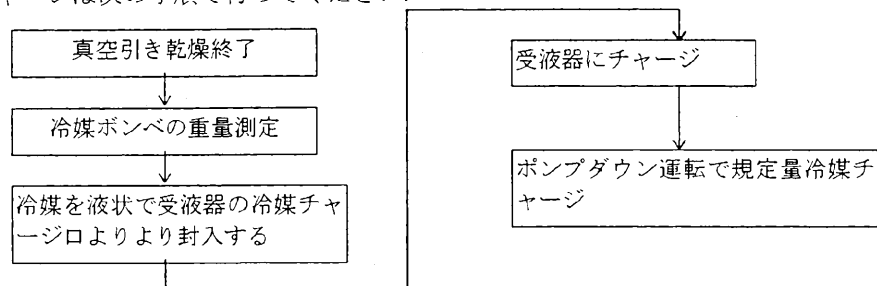 真空引き乾燥終了
冷媒ボンベの重量測定
冷媒を液状で受液器の冷媒チャ
ージ口よりより封入する
受液器にチャージ
ポンプダウン運転で規定量冷媒チ
ャージ